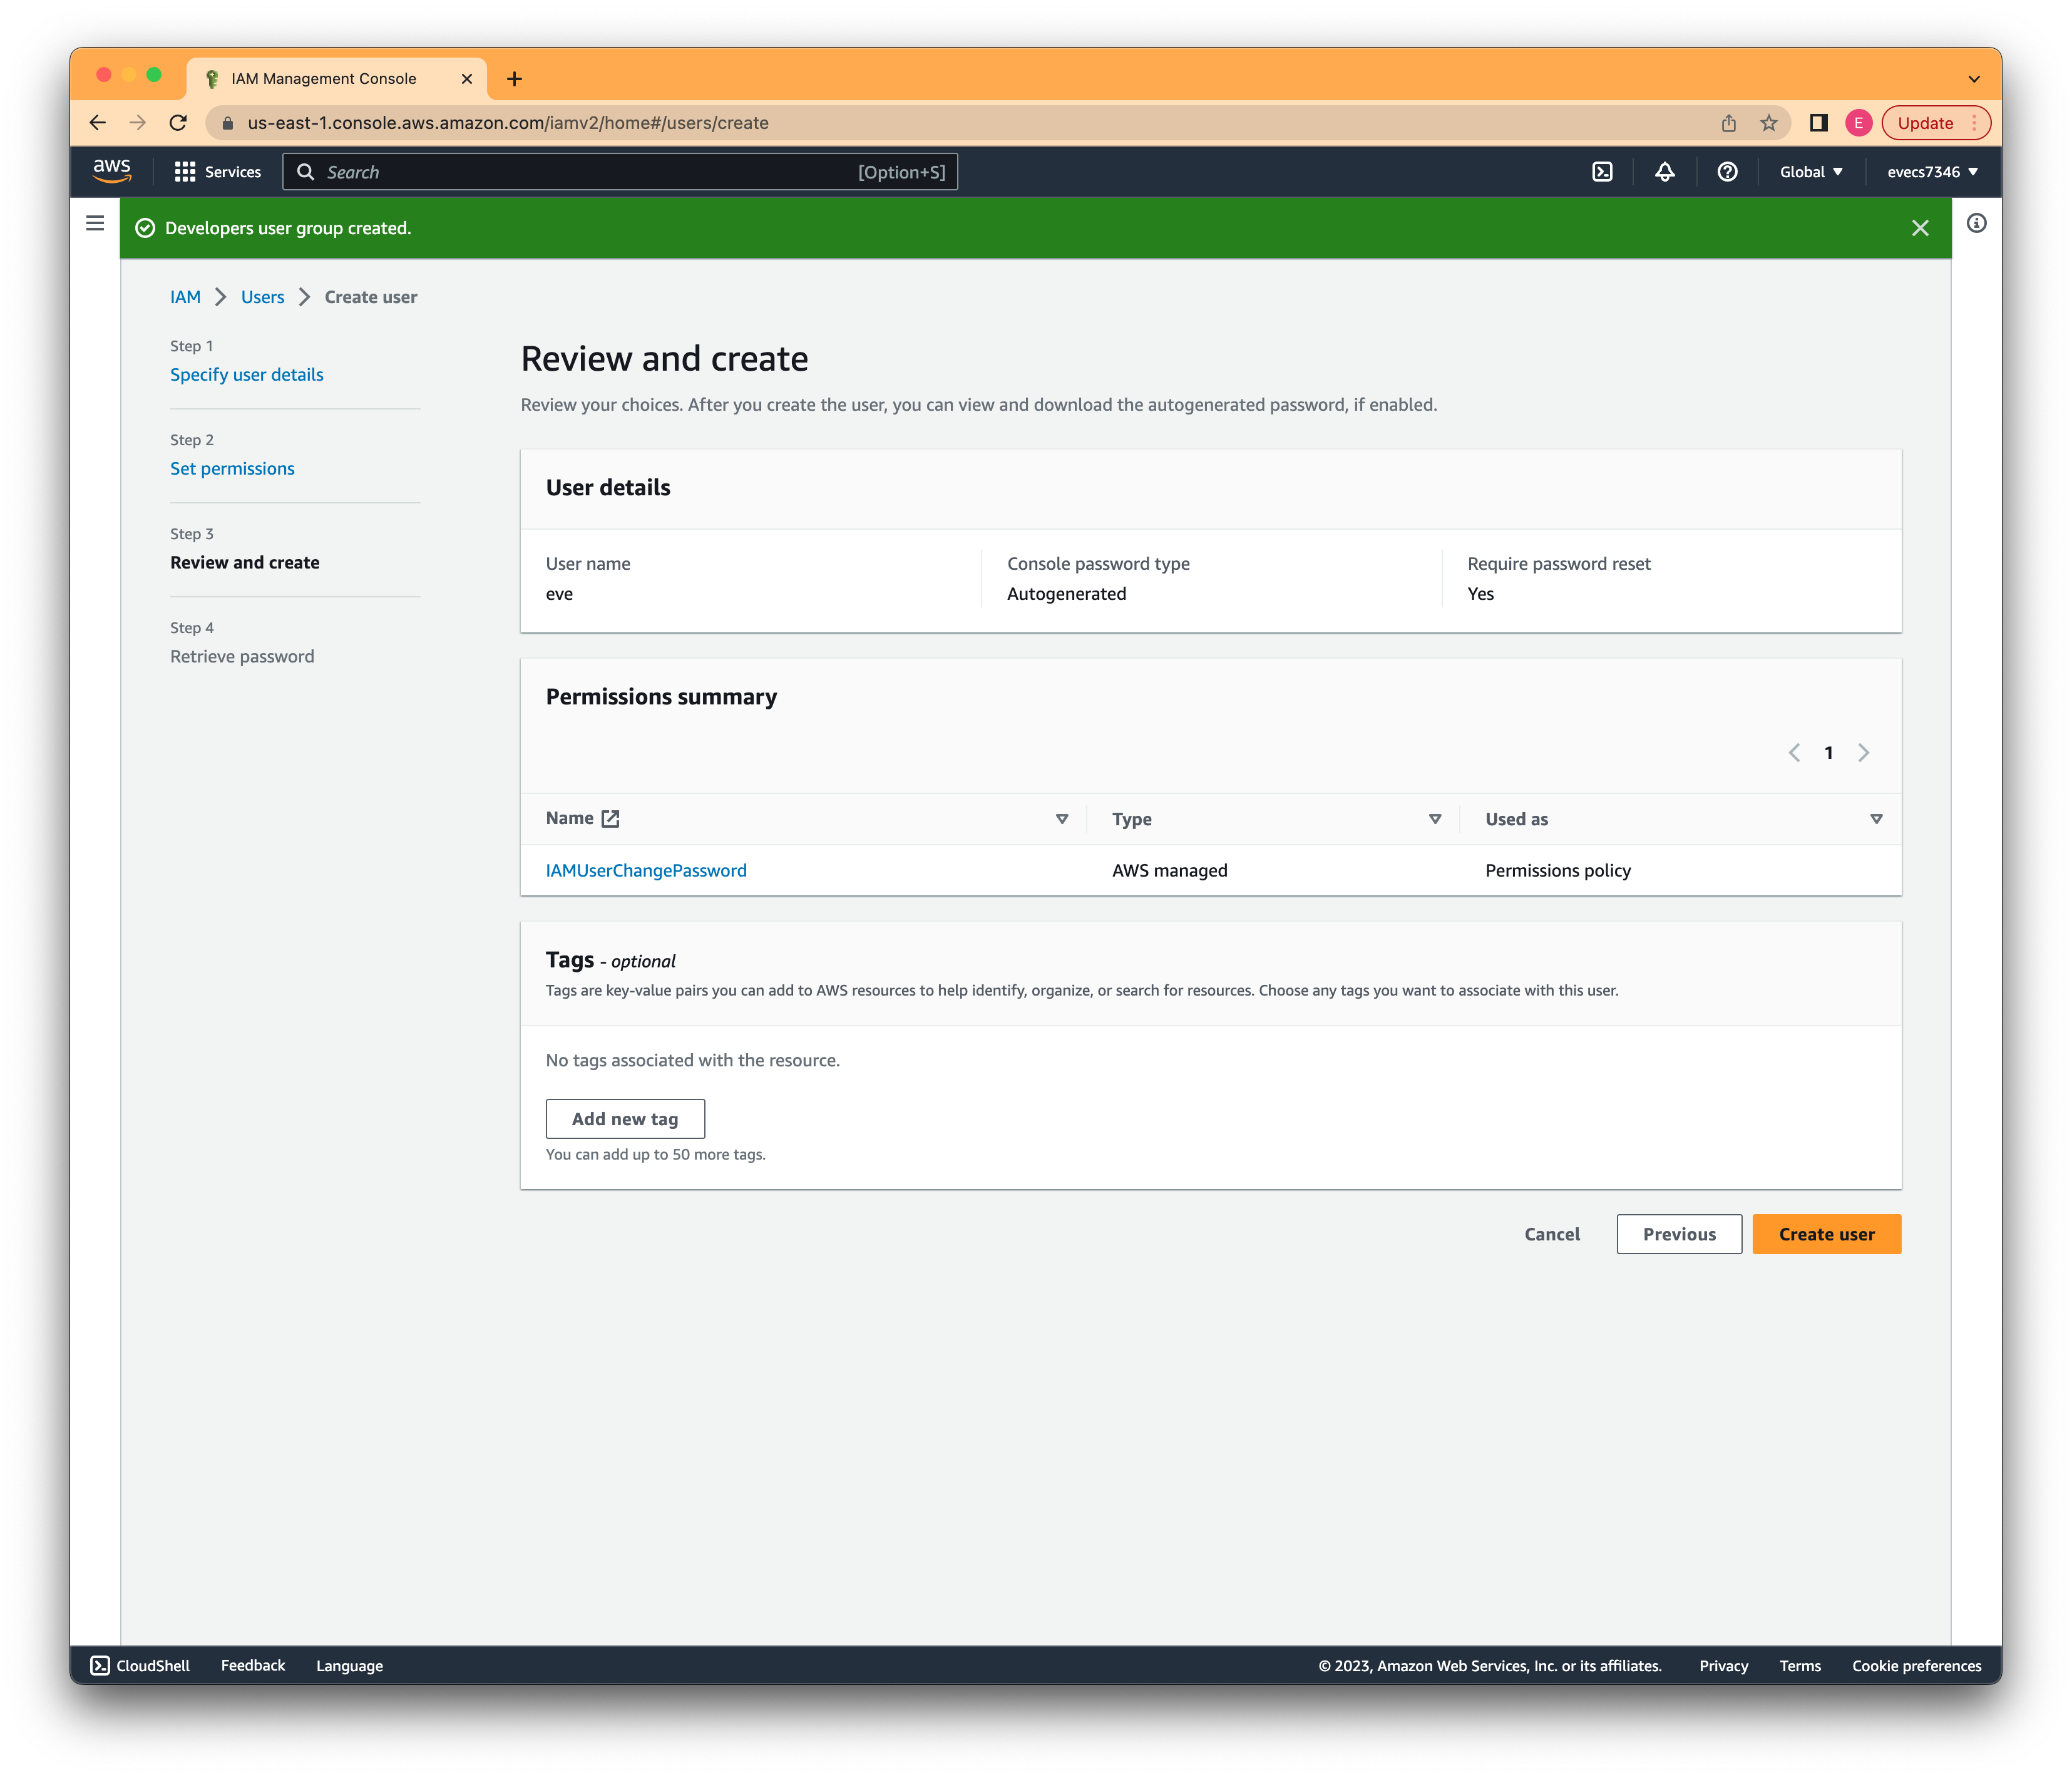 IAM Management Console
us-east-1.console.aws.amazon.com/iamv2/home#/users/create
E
Update
aws
Services
Search
[Option+S]
Global
evecs7346
Developers user group created.
IAM
Users
Create user
Step 1
Specify user details
Step 2
Set permissions
Step 3
Review and create
Step 4
Retrieve password
Review and create
Review your choices. After you create the user, you can view and download the autogenerated password, if enabled.
User details
User name
eve
Console password type
Autogenerated
Require password reset
Yes
Permissions summary
1
Name
Type
Used as
IAMUserChangePassword
AWS managed
Permissions policy
Tags - optional
Tags are key-value pairs you can add to AWS resources to help identify, organize, or search for resources. Choose any tags you want to associate with this user.
No tags associated with the resource.
Add new tag
You can add up to 50 more tags.
Cancel
Previous
Create user
CloudShell
Feedback
Language
© 2023, Amazon Web Services, Inc. or its affiliates.
Privacy
Terms
Cookie preferences